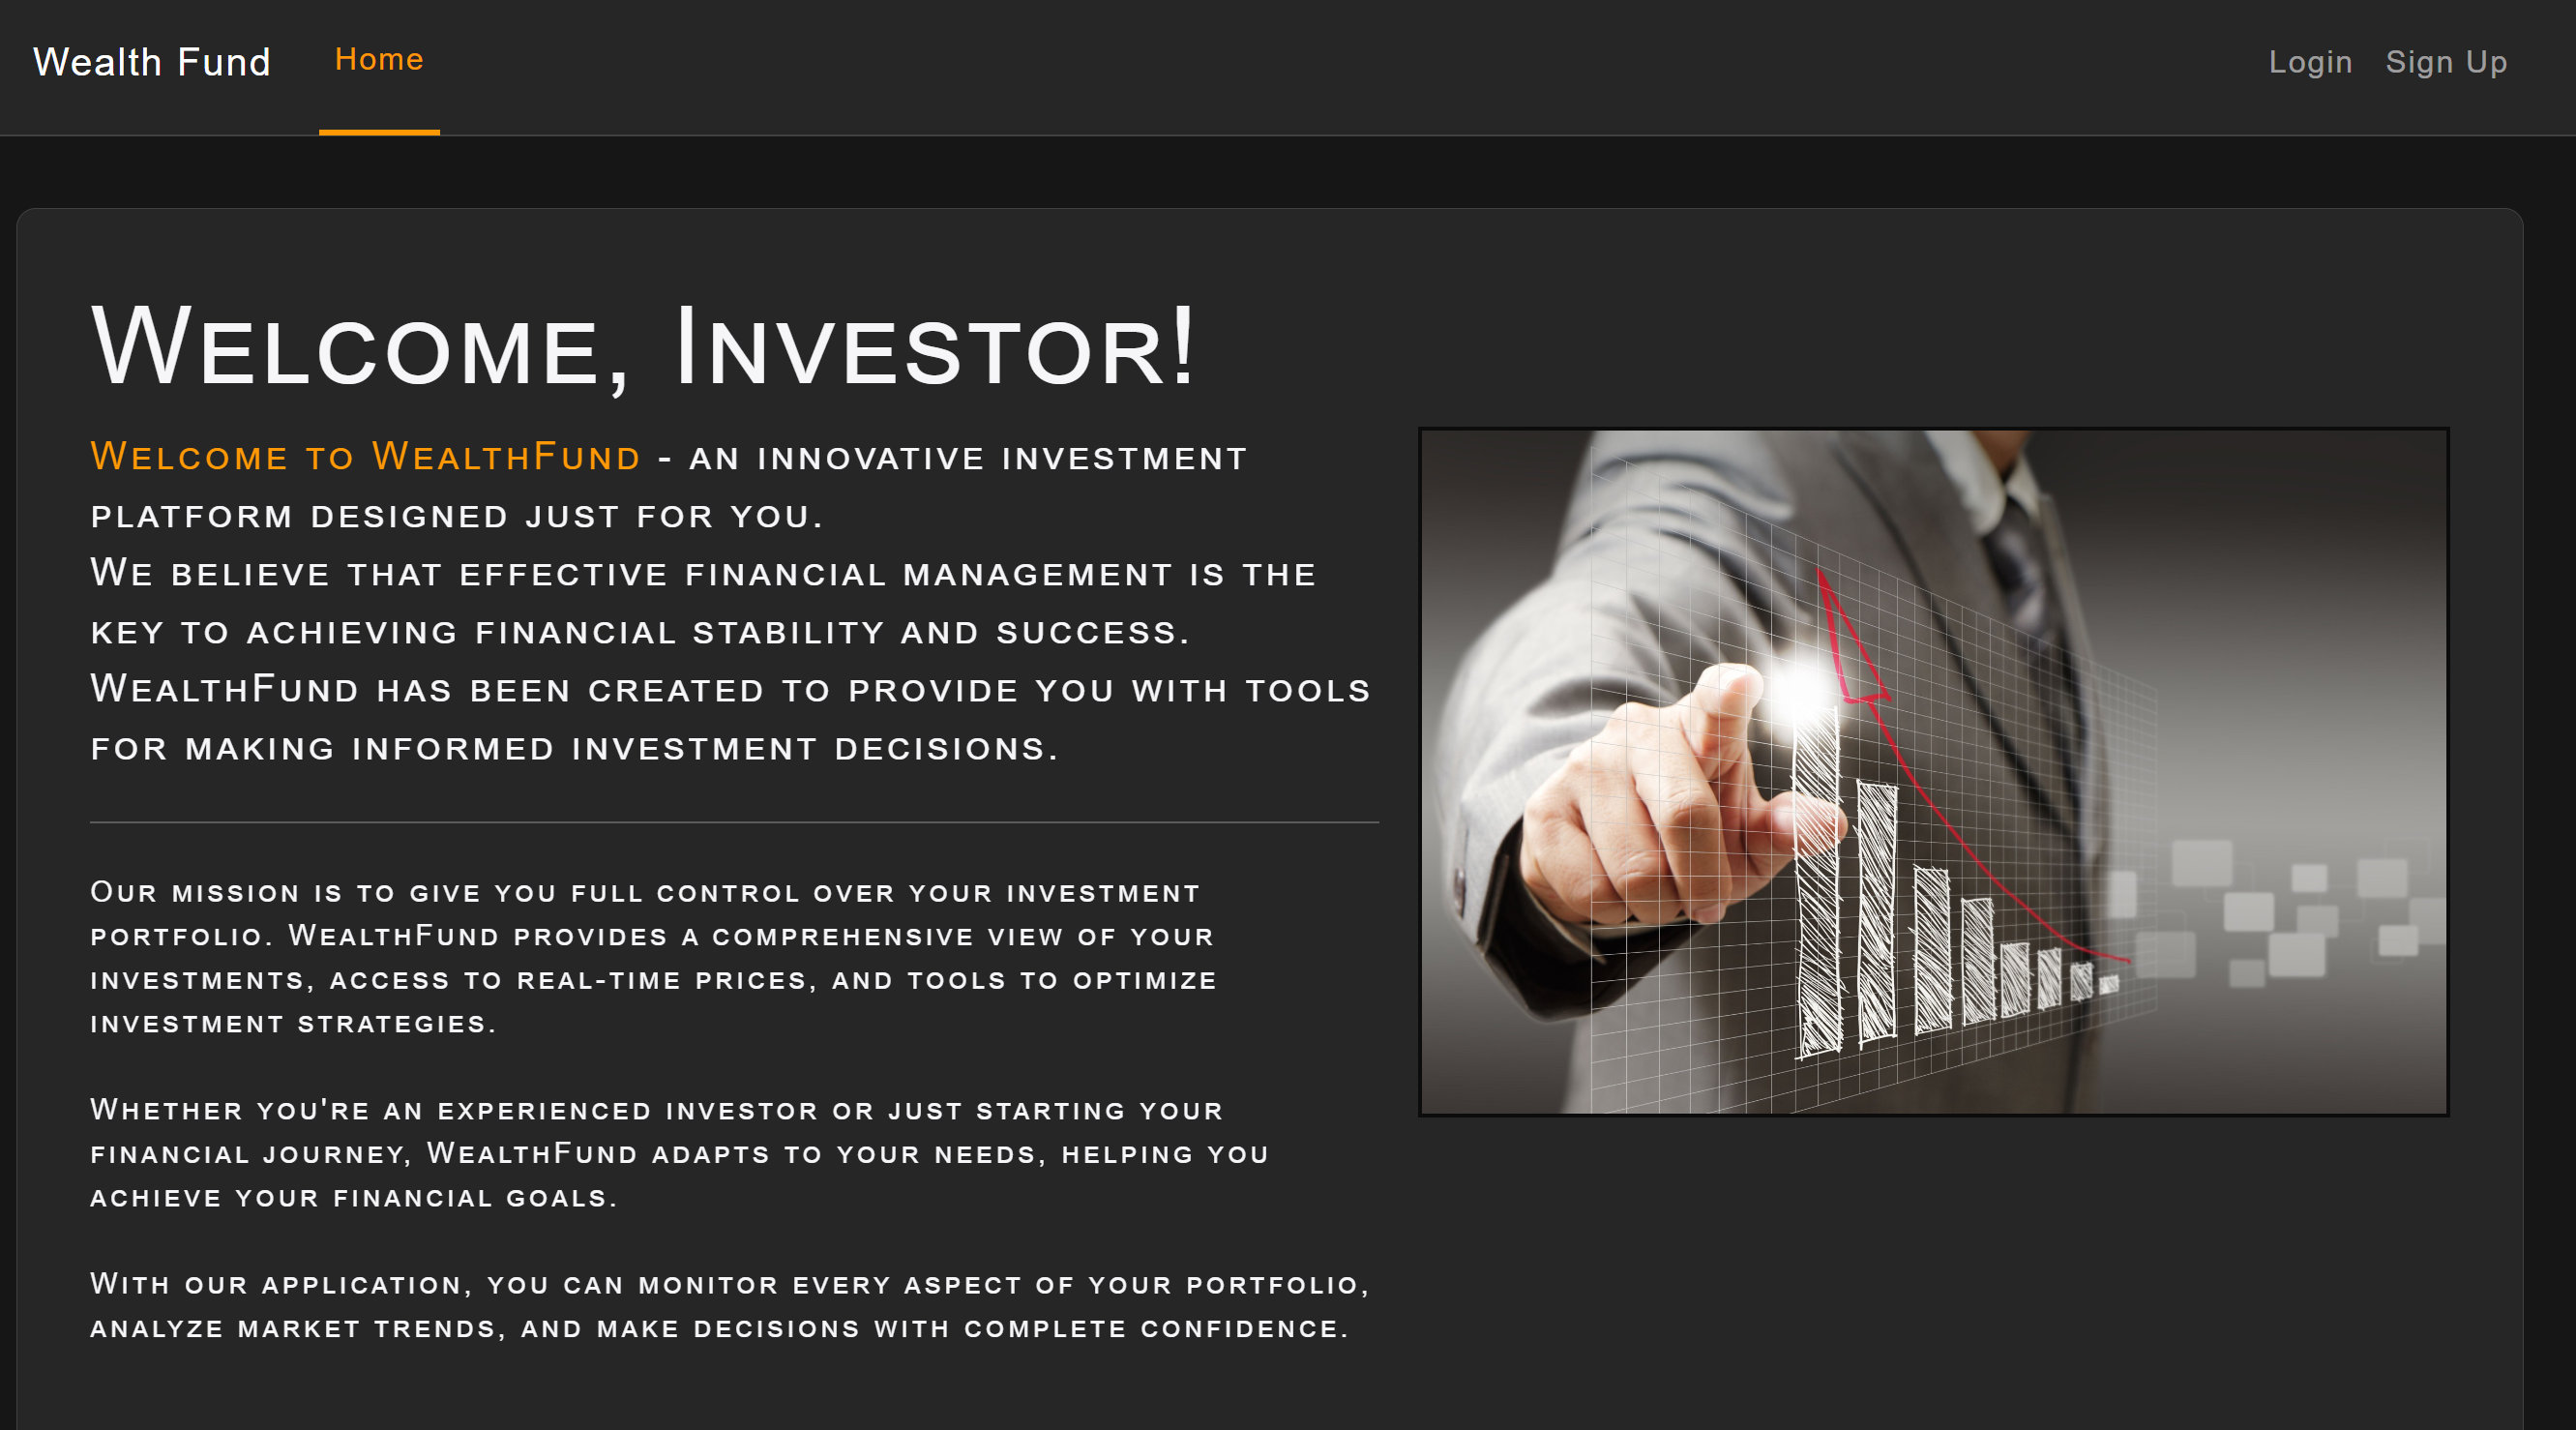 Wealth Fund Home Login Sign Up
Welcome, Investor!
Welcome to WealthFund - an innovative investment
platform designed just for you.
We believe that effective financial management is the
key to achieving financial stability and success.
WealthFund has been created to provide you with tools
for making informed investment decisions.
Our mission is to give you full control over your investment
portfolio. WealthFund provides a comprehensive view of your
investments, access to real-time prices, and tools to optimize
investment strategies.
Whether you're an experienced investor or just starting your
financial journey, WealthFund adapts to your needs, helping you
achieve your financial goals.
With our application, you can monitor every aspect of your portfolio,
analyze market trends, and make decisions with complete confidence.